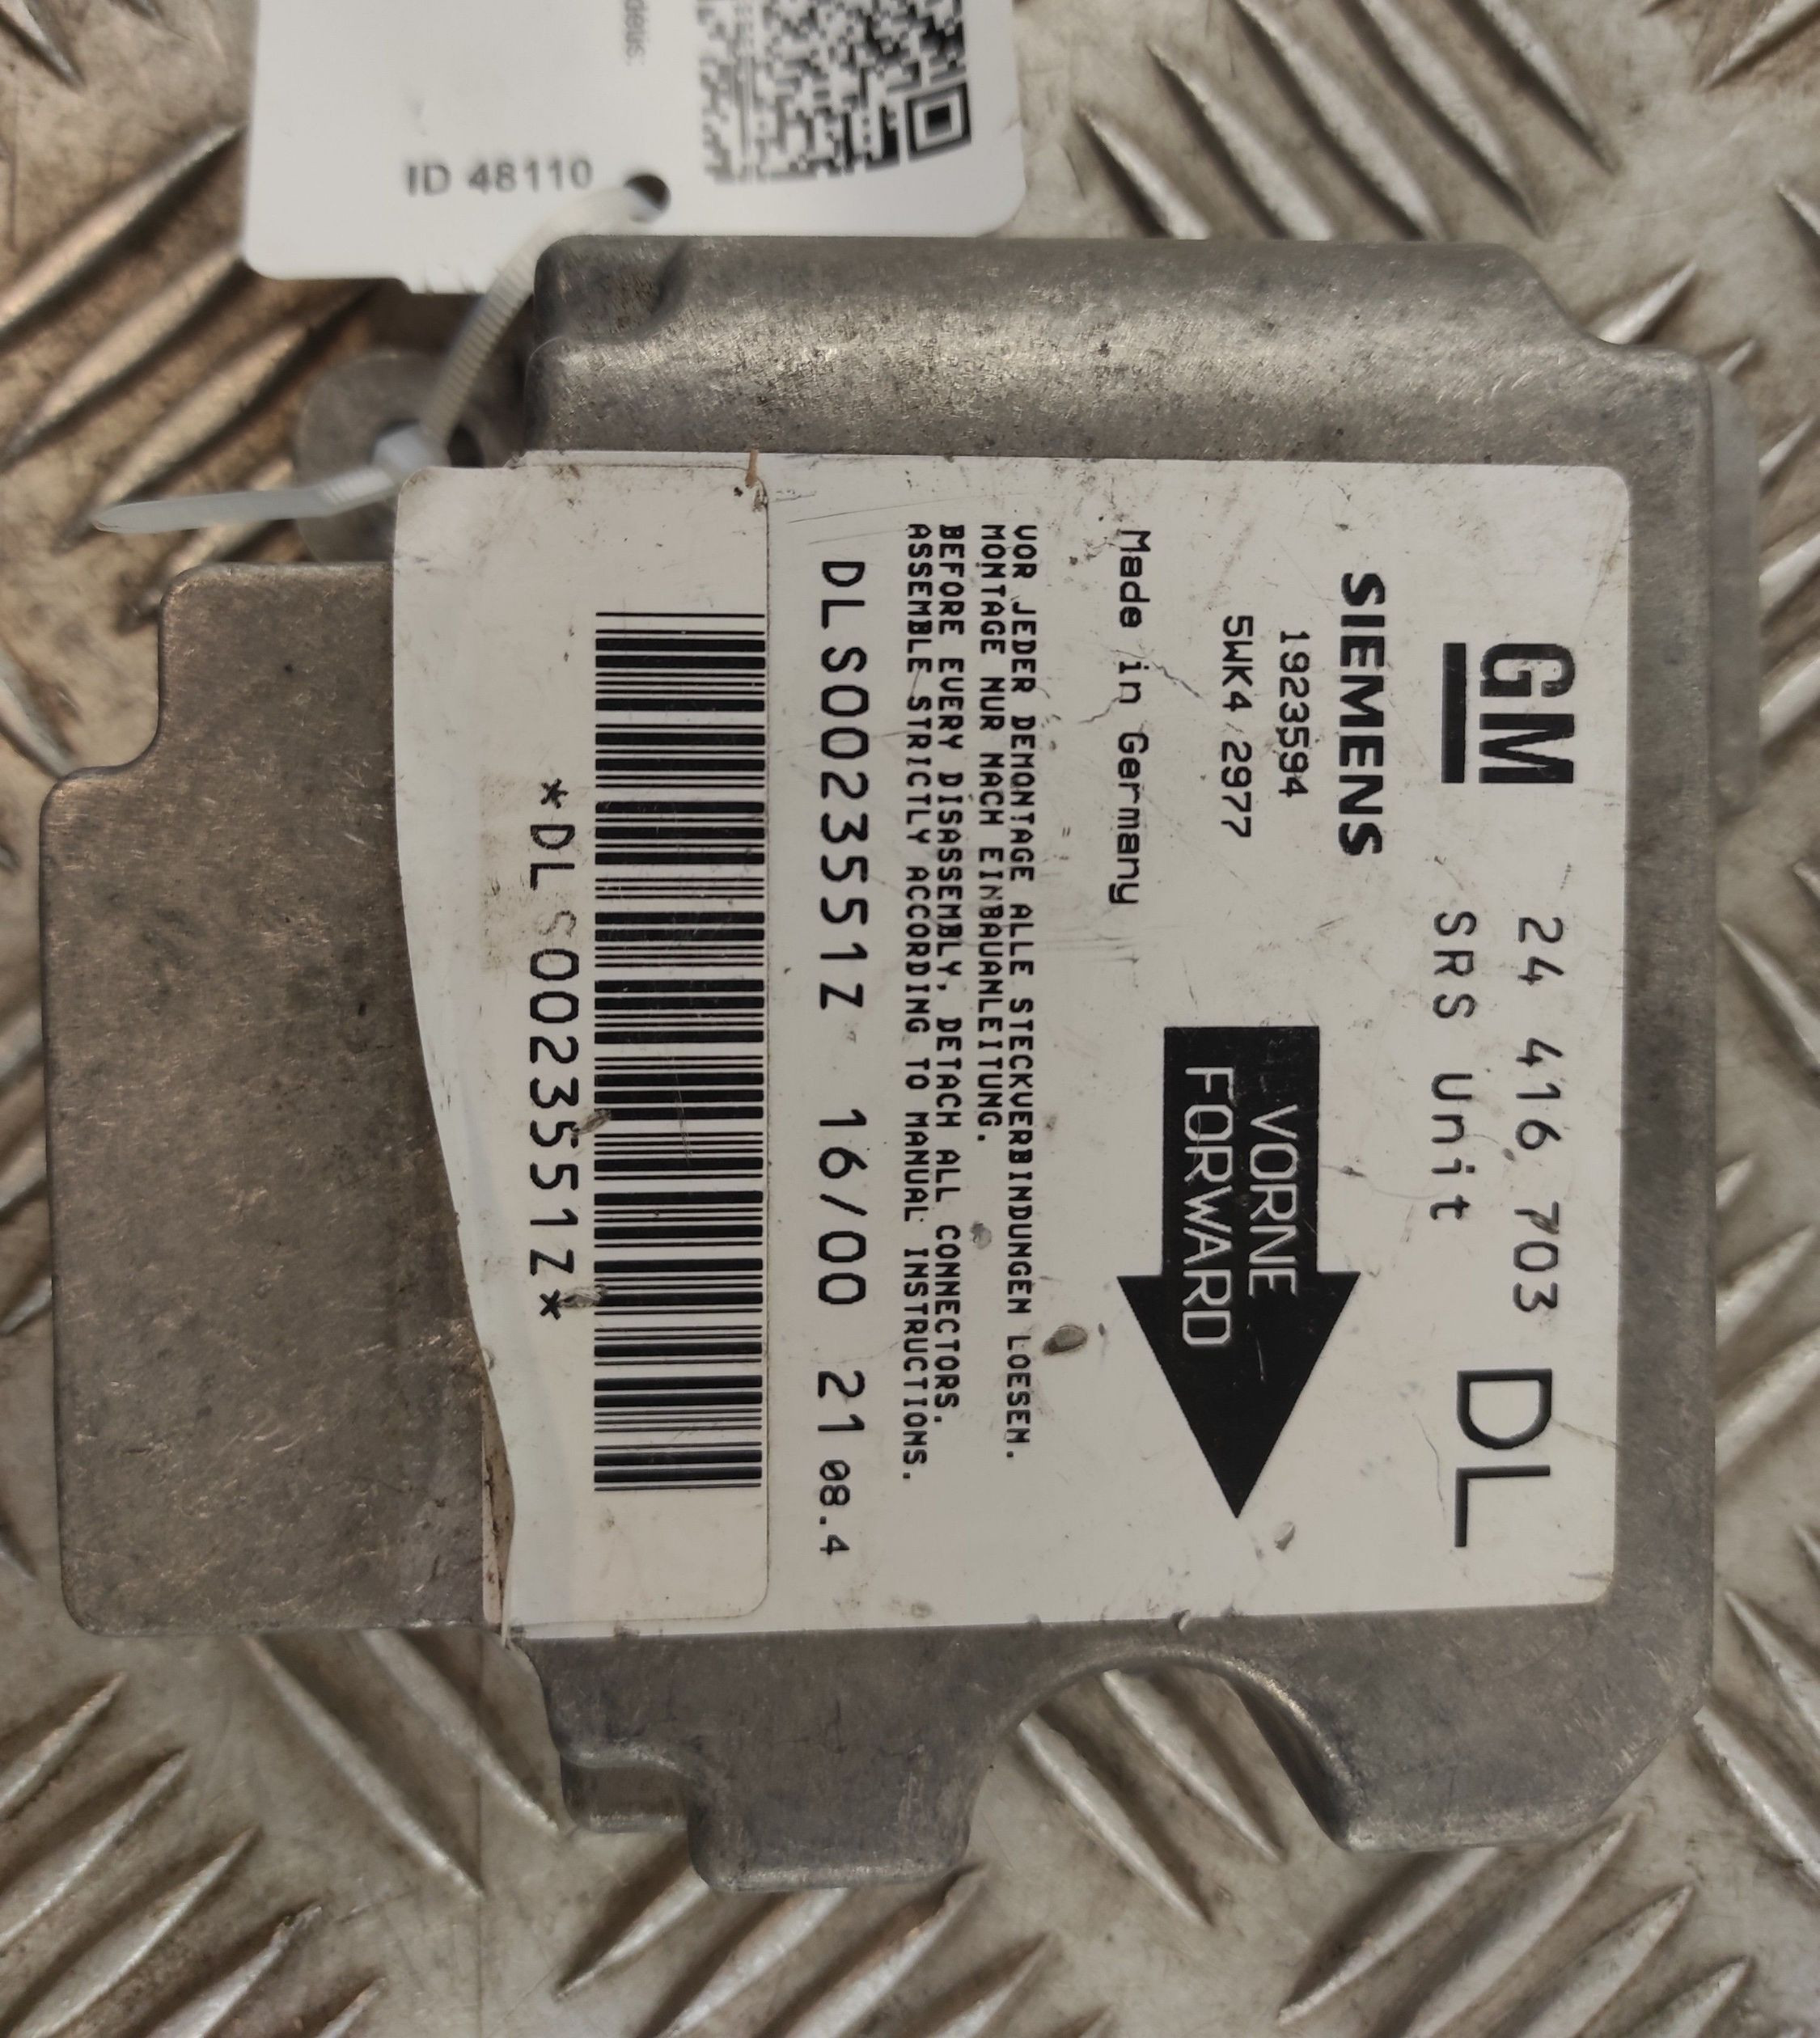 ID 48110
GM 24 416 703 DL
SRS Unit
SIEMENS
1923594
5WK4 2977
VORNE
FORWARD
Made in Germany
VOR JEDER DEMONTAGE ALLE STECKVERBINDUNGEN LOESEN.
MONTAGE NUR NACH EINBAUANLEITUNG.
BEFORE EVERY DISASSEMBLY, DETACH ALL CONNECTORS.
ASSEMBLE STRICTLY ACCORDING TO MANUAL INSTRUCTIONS.
DLS0023551Z 16/00 21 08.4
*DLS0023551Z*